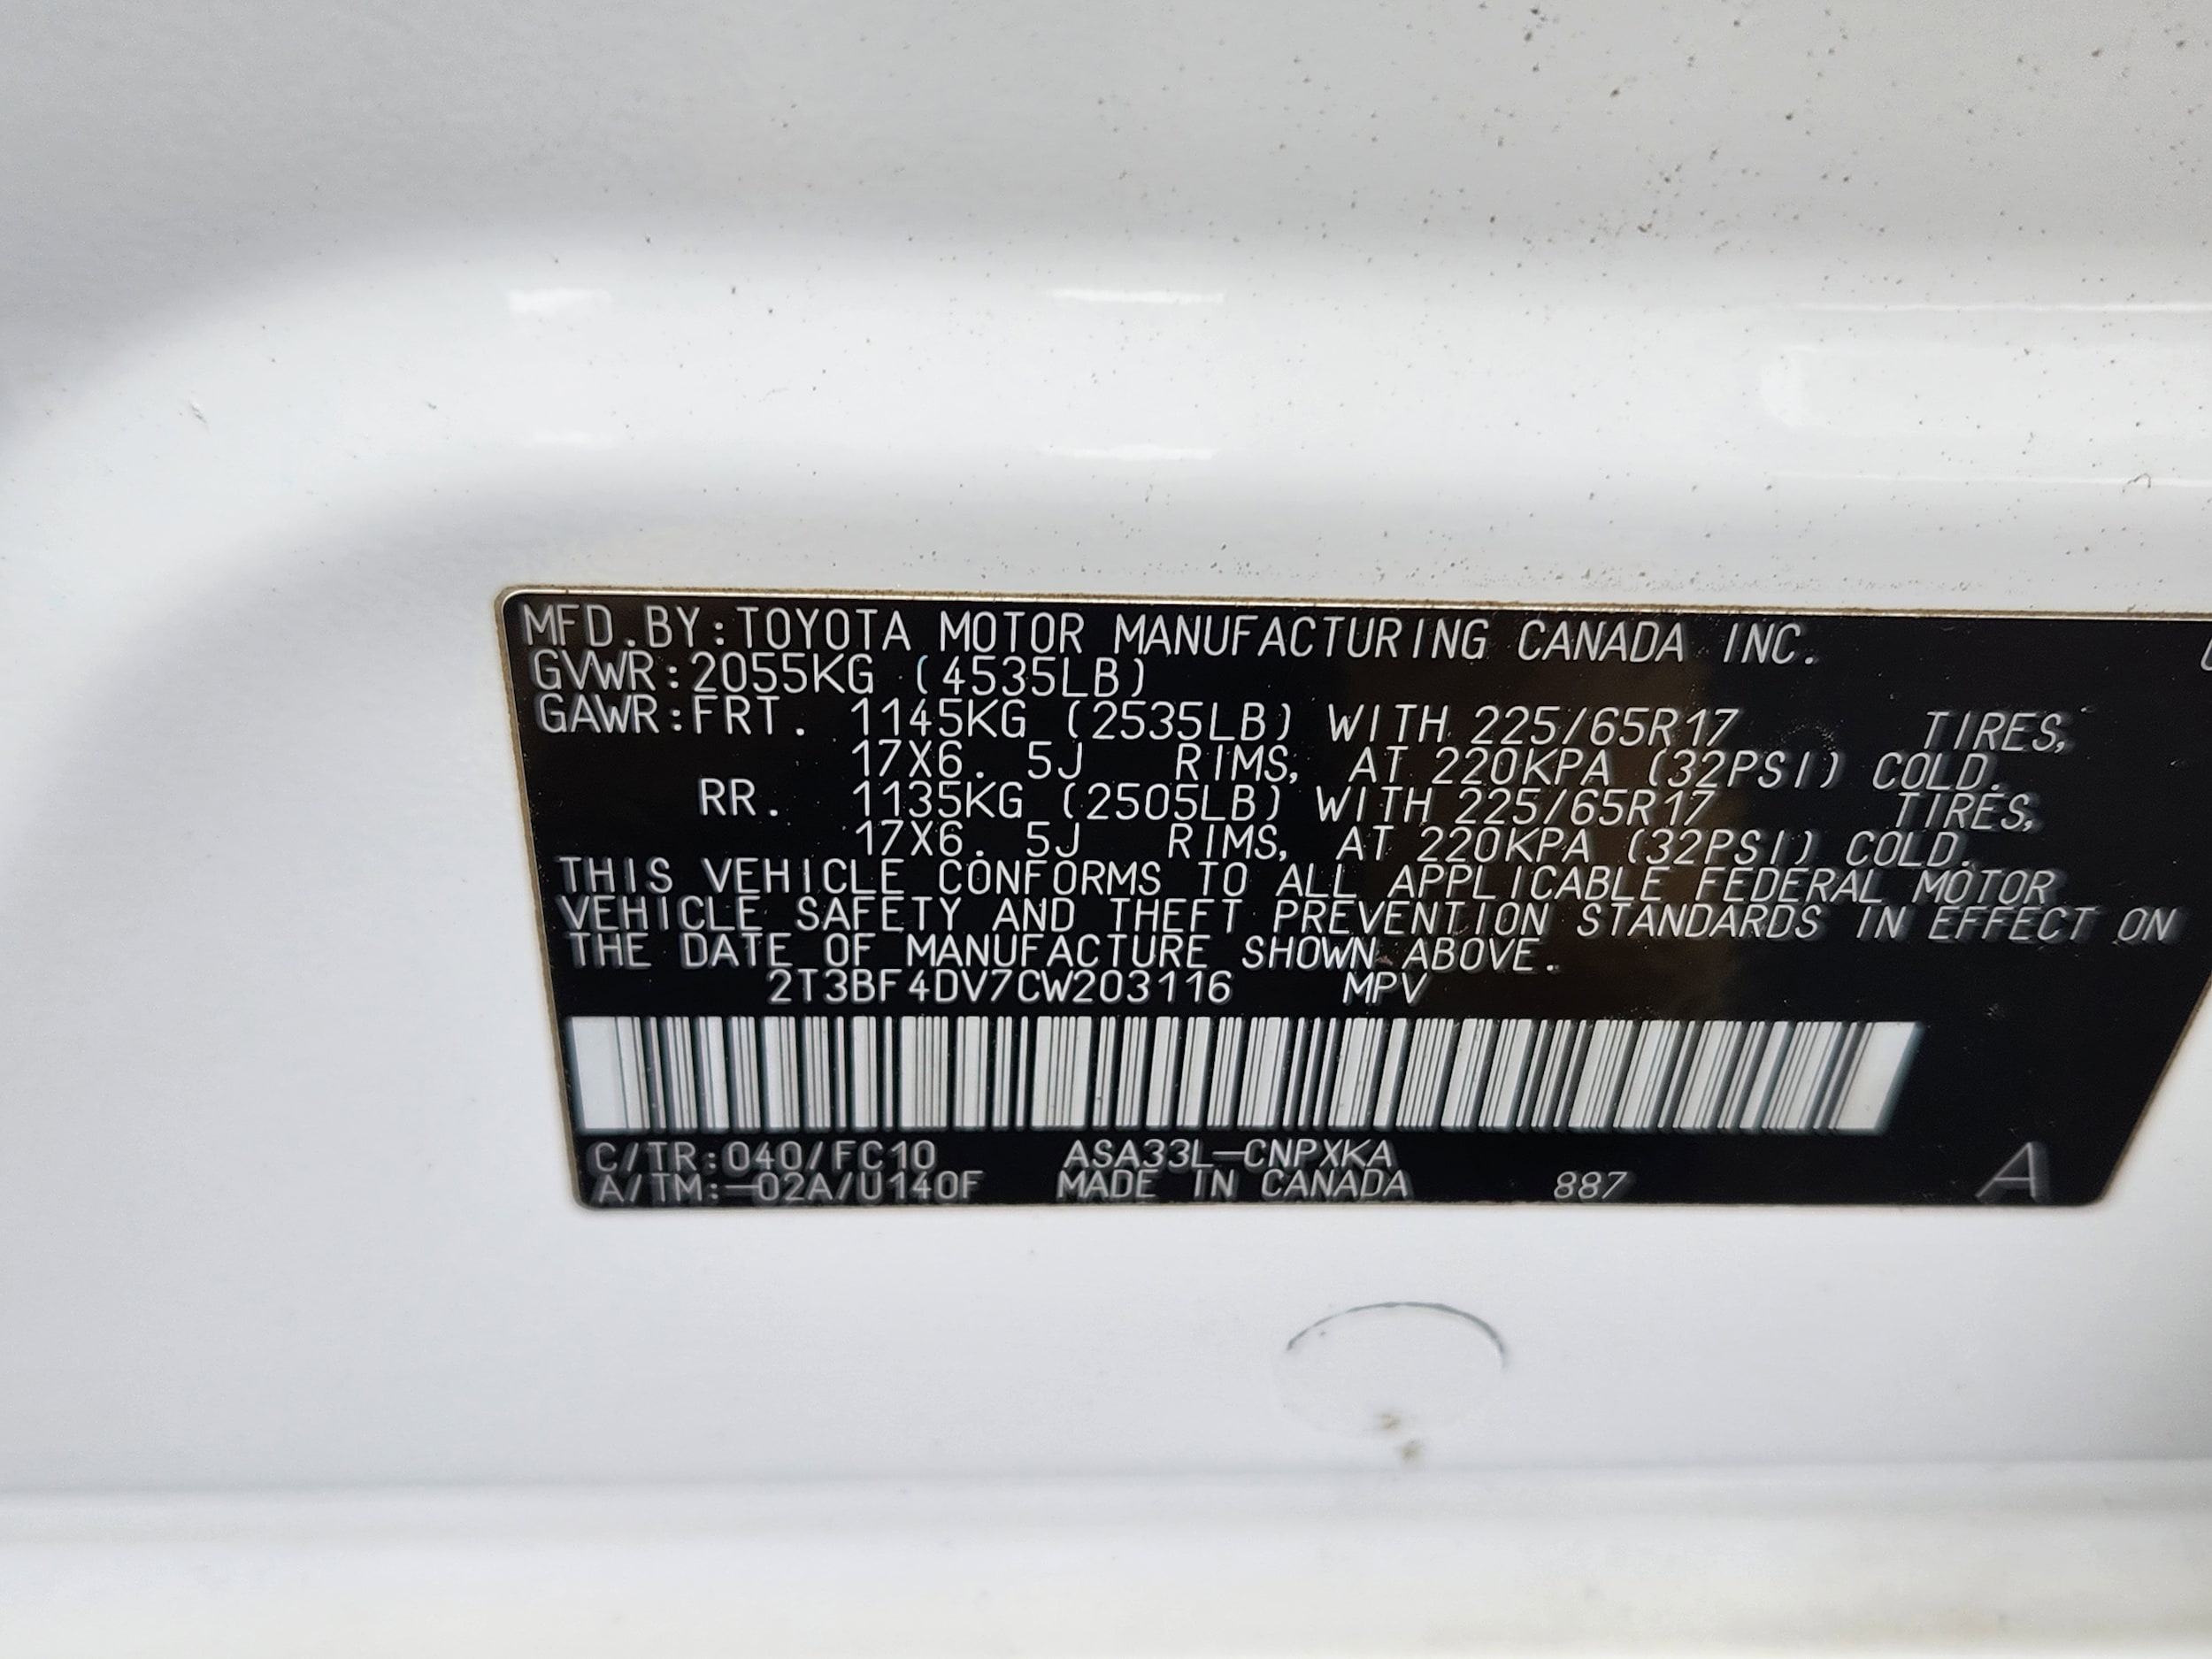 MFD.BY:TOYOTA MOTOR MANUFACTURING CANADA INC.
GVWR:2055KG (4535LB)
GAWR:FRT. 1145KG (2535LB) WITH 225/65R17 TIRES,
17X6. 5J RIMS, AT 220KPA (32PSI) COLD.
RR. 1135KG (2505LB) WITH 225/65R17 TIRES,
17X6. 5J RIMS, AT 220KPA (32PSI) COLD.
THIS VEHICLE CONFORMS TO ALL APPLICABLE FEDERAL MOTOR
VEHICLE SAFETY AND THEFT PREVENTION STANDARDS IN EFFECT ON
THE DATE OF MANUFACTURE SHOWN ABOVE.
2T3BF4DV7CW203116 MPV
C/TR:040/FC10 ASA33L-CNPXKA
A/TM:-02A/U140F MADE IN CANADA 887 A